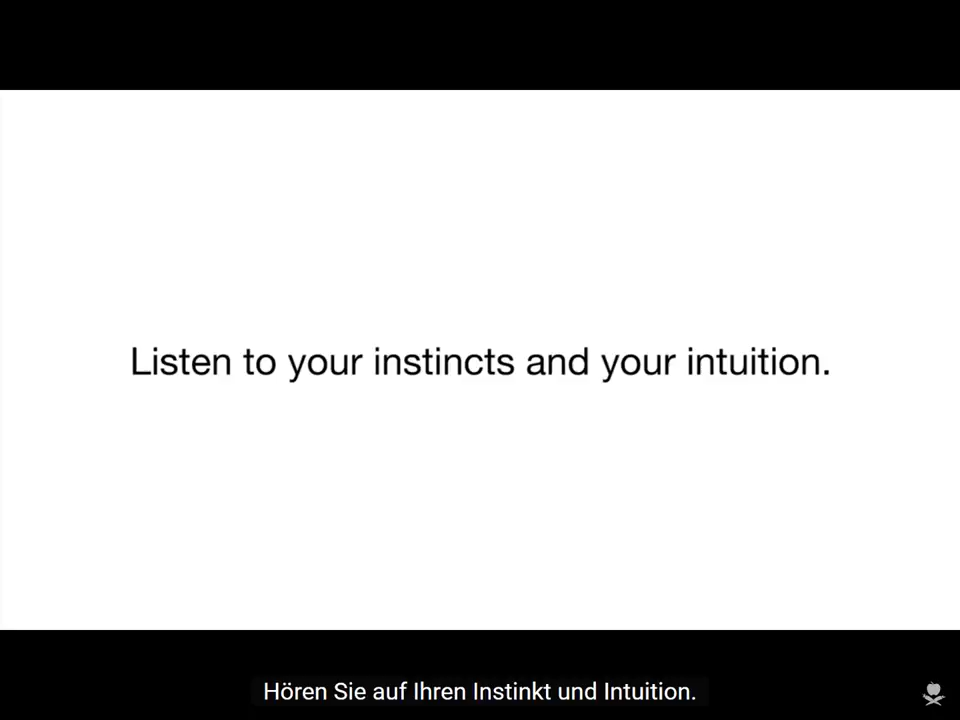 Listen to your instincts and your intuition.
Hören Sie auf Ihren Instinkt und Intuition.